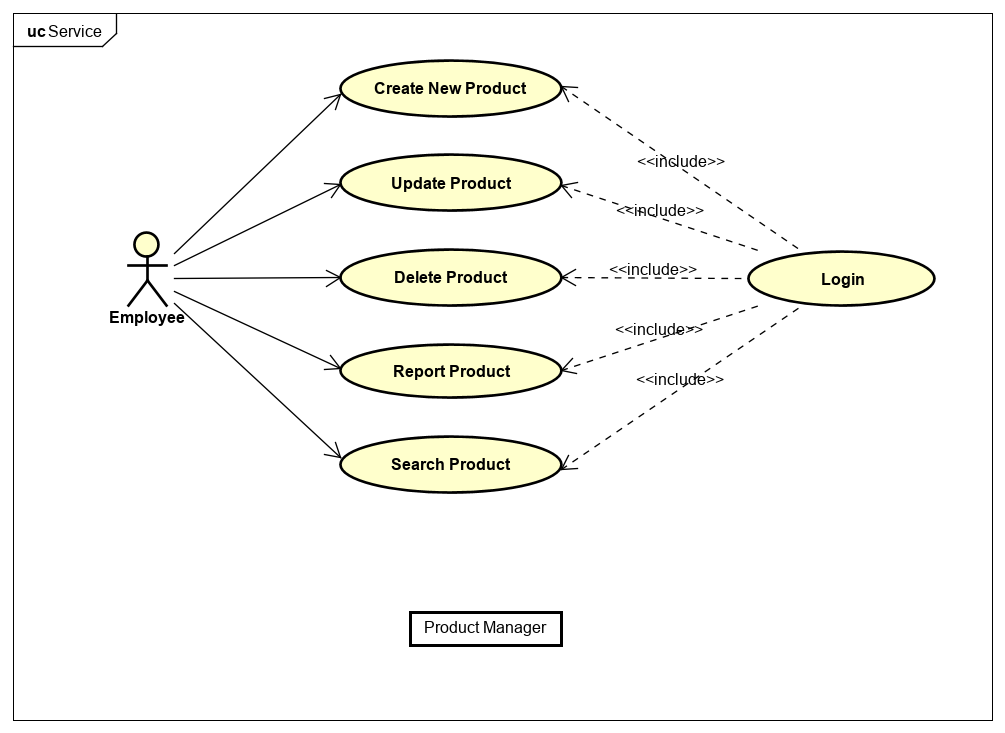 uc Service
Create New Product
<<include>>
Update Product
<<include>>
Delete Product
<<include>>
Login
Employee
<<include>>
Report Product
<<include>>
Search Product
Product Manager